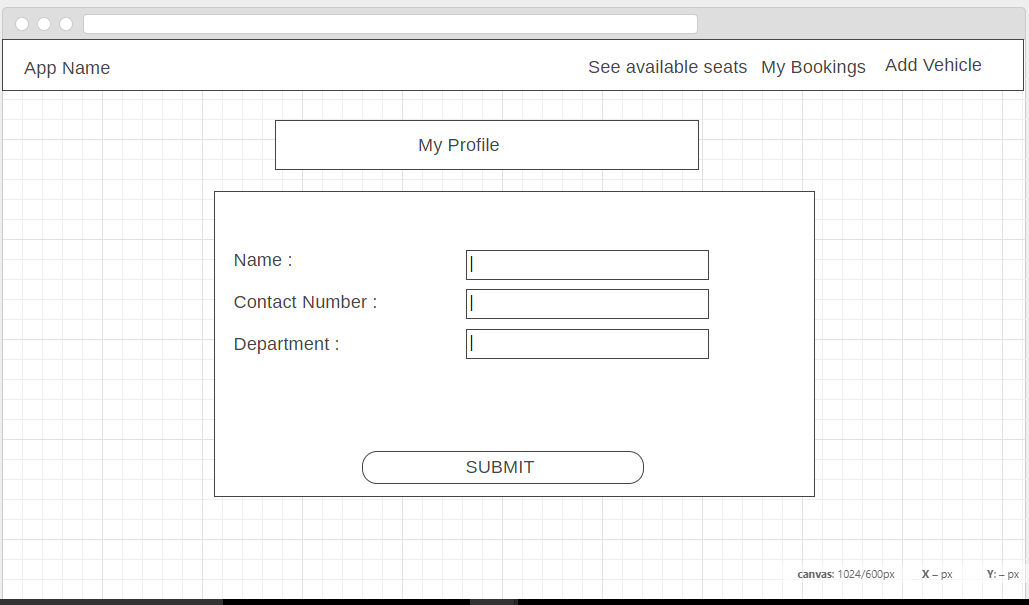 App Name See available seats My Bookings Add Vehicle
My Profile
Name :
Contact Number :
Department :
SUBMIT
canvas: 1024/600px X – px Y: – px